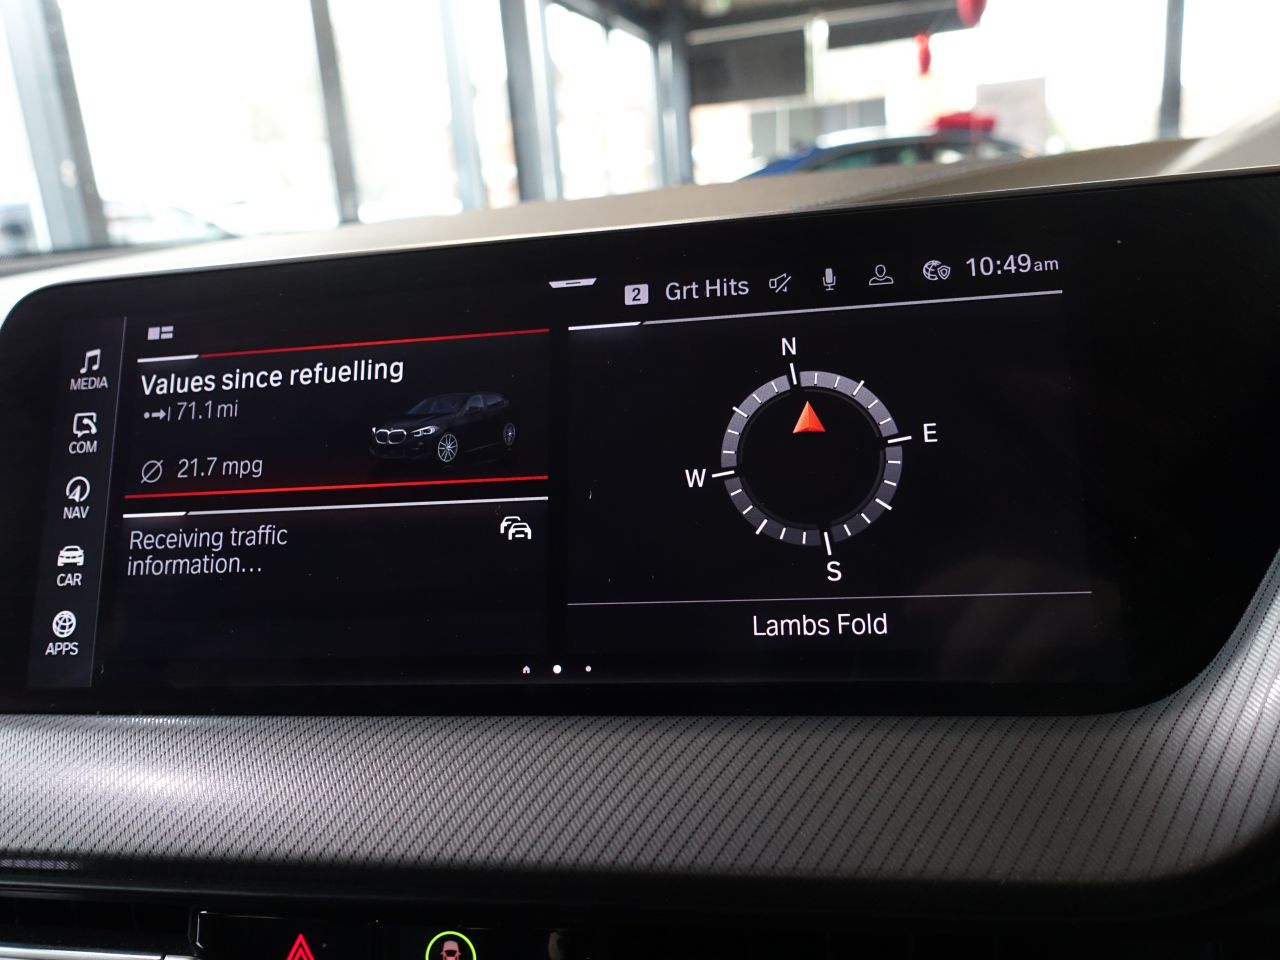 2 Grt Hits 10:49am
MEDIA
COM
NAV
CAR
APPS
Values since refuelling
71.1 mi
21.7 mpg
Receiving traffic
information...
N
E
W
S
Lambs Fold